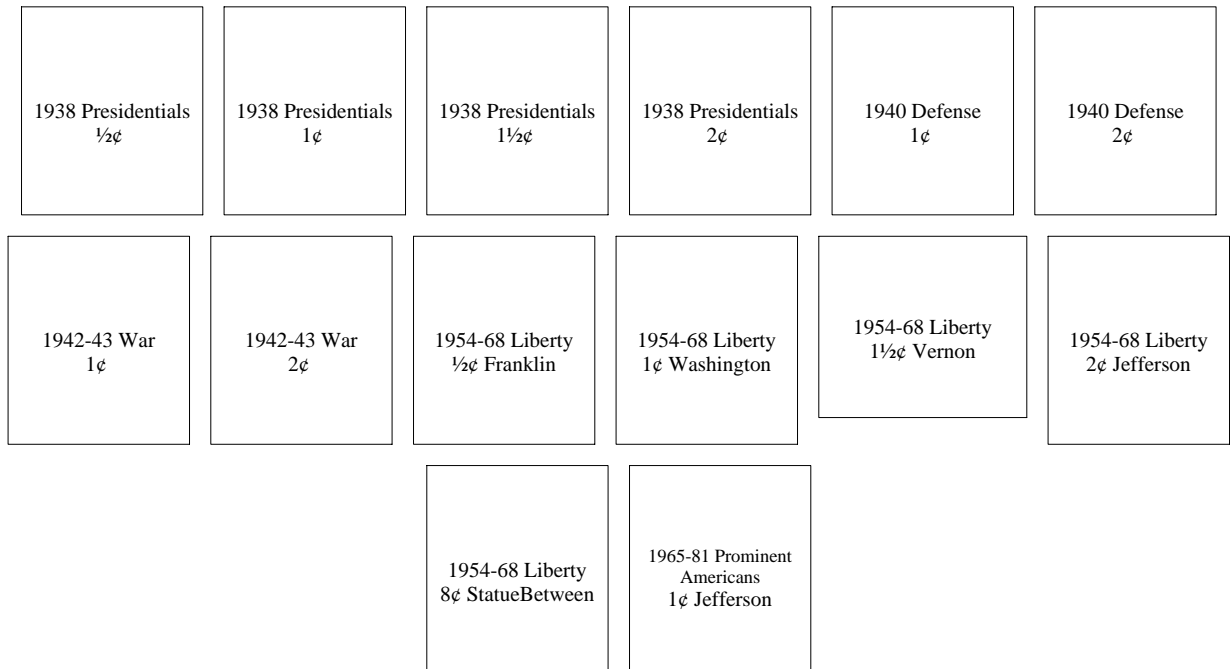 1938 Presidentials
½¢
1938 Presidentials
1¢
1938 Presidentials
1½¢
1938 Presidentials
2¢
1940 Defense
1¢
1940 Defense
2¢
1942-43 War
1¢
1942-43 War
2¢
1954-68 Liberty
½¢ Franklin
1954-68 Liberty
1¢ Washington
1954-68 Liberty
1½¢ Vernon
1954-68 Liberty
2¢ Jefferson
1954-68 Liberty
8¢ StatueBetween
1965-81 Prominent
Americans
1¢ Jefferson